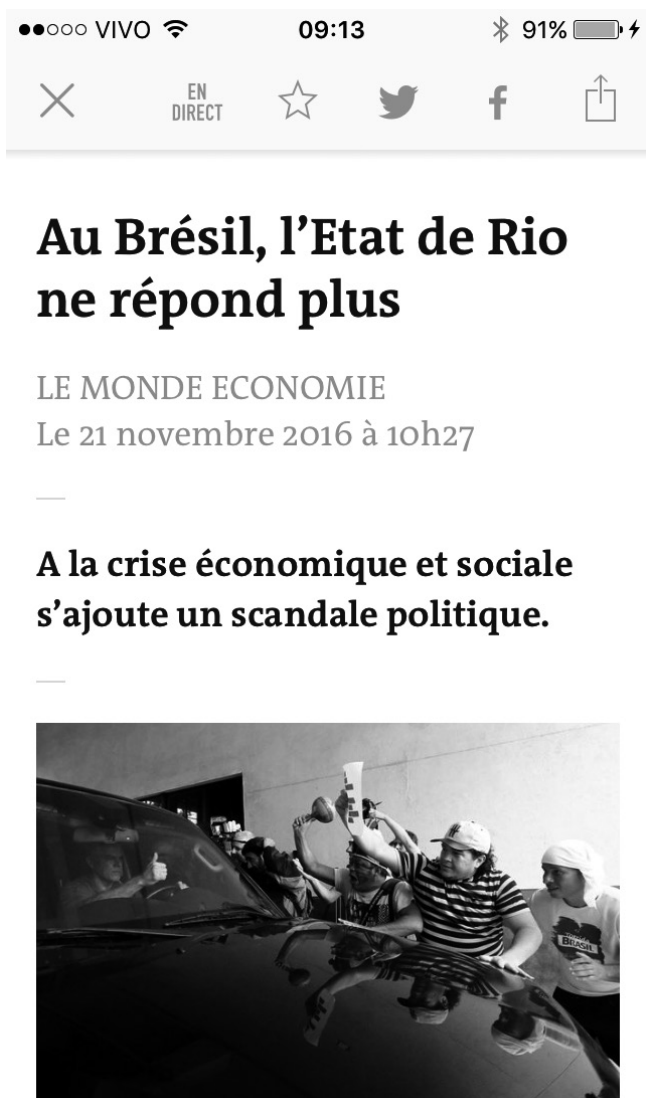 VIVO 09:13 91%
EN
DIRECT
Au Brésil, l’Etat de Rio
ne répond plus
LE MONDE ECONOMIE
Le 21 novembre 2016 à 10h27
A la crise économique et sociale
s’ajoute un scandale politique.
BRASIL